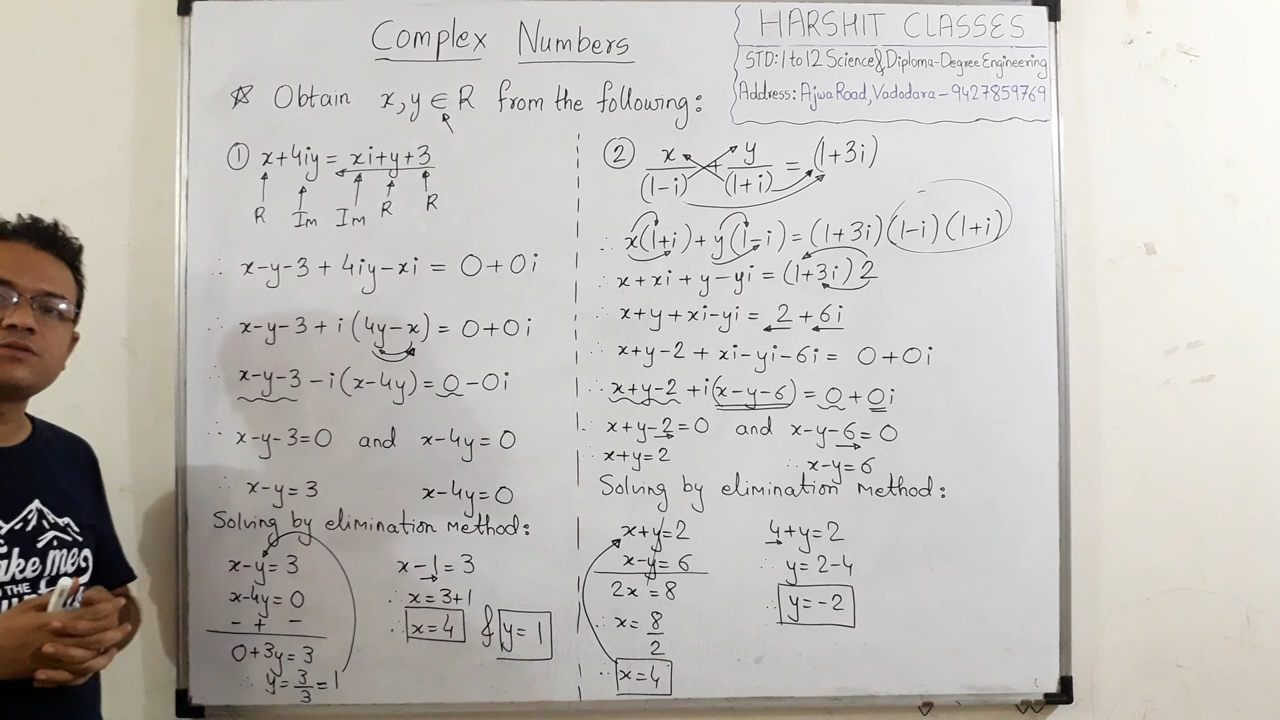 Complex Numbers
HARSHIT CLASSES
STD: 1 to 12 Science & Diploma-Degree Engineering
Address: Ajwa Road, Vadodara - 9427859769
☆ Obtain x, y ∈ R from the following:
① x+4iy = xi+y+3
R Im Im R R
∴ x-y-3 + 4iy-xi = 0+0i
∴ x-y-3 + i (4y-x) = 0+0i
∴ x-y-3 - i (x-4y) = 0-0i
∴ x-y-3=0 and x-4y=0
∴ x-y=3 x-4y=0
Solving by elimination method:
x-y=3
x-4y=0
- + -
0+3y=3
∴ y=3/3=1
x-1=3
∴ x=3+1
∴ x=4 & y=1
② x/(1-i) + y/(1+i) = (1+3i)
∴ x(1+i)+y(1-i)=(1+3i)(1-i)(1+i)
∴ x+xi+y-yi=(1+3i)2
∴ x+y+xi-yi= 2+6i
∴ x+y-2+xi-yi-6i= 0+0i
∴ x+y-2+i(x-y-6)=0+0i
∴ x+y-2=0 and x-y-6=0
∴ x+y=2 ∴ x-y=6
Solving by elimination method:
x+y=2
x-y=6
2x=8
∴ x=8/2
∴ x=4
4+y=2
∴ y=2-4
∴ y=-2
ake me
THE